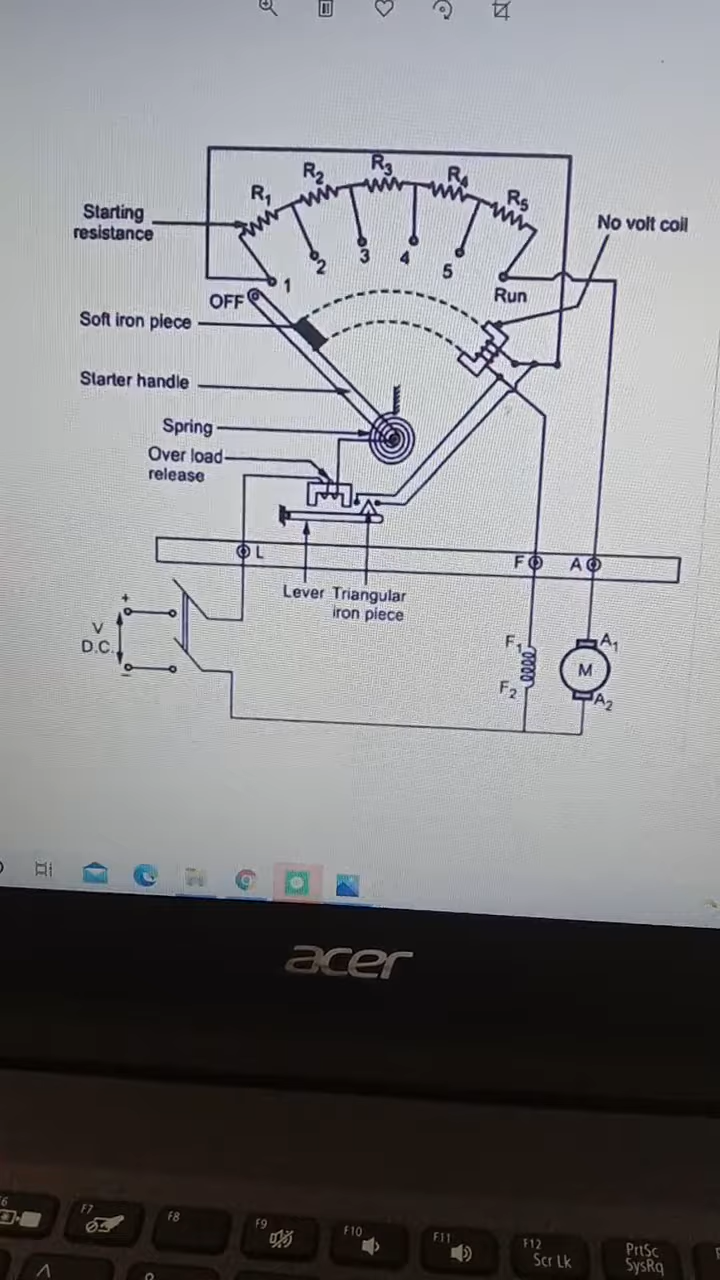 R1
R2
R3
R4
R5
Starting
resistance
No volt coil
1
2
3
4
5
Run
OFF
Soft iron piece
Starter handle
Spring
Over load
release
L
F
A
Lever Triangular
iron piece
+
V
D.C.
−
F1
F2
A1
M
A2
acer
F7
F8
F9
F10
F11
F12
Scr Lk
PrtSc
SysRq